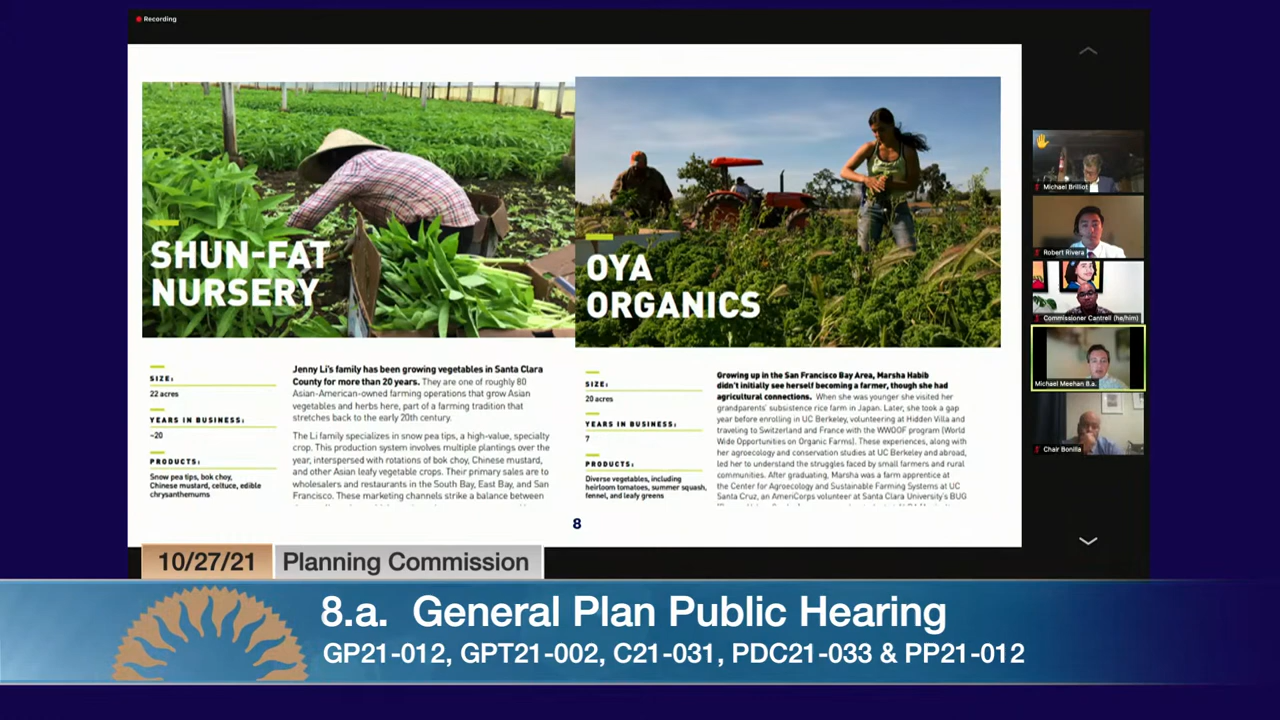 Recording
SHUN-FAT
NURSERY
SIZE:
22 acres
YEARS IN BUSINESS:
~20
PRODUCTS:
Snow pea tips, bok choy,
Chinese mustard, celtuce, edible
chrysanthemums
Jenny Li's family has been growing vegetables in Santa Clara
County for more than 20 years. They are one of roughly 80
Asian-American-owned farming operations that grow Asian
vegetables and herbs here, part of a farming tradition that
stretches back to the early 20th century.
The Li family specializes in snow pea tips, a high-value, specialty
crop. This production system involves multiple plantings over the
year, interspersed with rotations of bok choy, Chinese mustard,
and other Asian leafy vegetable crops. Their primary sales are to
wholesalers and restaurants in the South Bay, East Bay, and San
Francisco. These marketing channels strike a balance between
OYA
ORGANICS
SIZE:
20 acres
YEARS IN BUSINESS:
7
PRODUCTS:
Diverse vegetables, including
heirloom tomatoes, summer squash,
fennel, and leafy greens
Growing up in the San Francisco Bay Area, Marsha Habib
didn't initially see herself becoming a farmer, though she had
agricultural connections. When she was younger she visited her
grandparents' subsistence rice farm in Japan. Later, she took a gap
year before enrolling in UC Berkeley, volunteering at Hidden Villa and
traveling to Switzerland and France with the WWOOF program (World
Wide Opportunities on Organic Farms). These experiences, along with
her agroecology and conservation studies at UC Berkeley and abroad,
led her to understand the struggles faced by small farmers and rural
communities. After graduating, Marsha was a farm apprentice at
the Center for Agroecology and Sustainable Farming Systems at UC
Santa Cruz, an AmeriCorps volunteer at Santa Clara University's BUG
8
Michael Brilliot
Robert Rivera
Commissioner Cantrell (he/him)
Michael Meehan 8.a.
Chair Bonilla
10/27/21 Planning Commission
8.a. General Plan Public Hearing
GP21-012, GPT21-002, C21-031, PDC21-033 & PP21-012